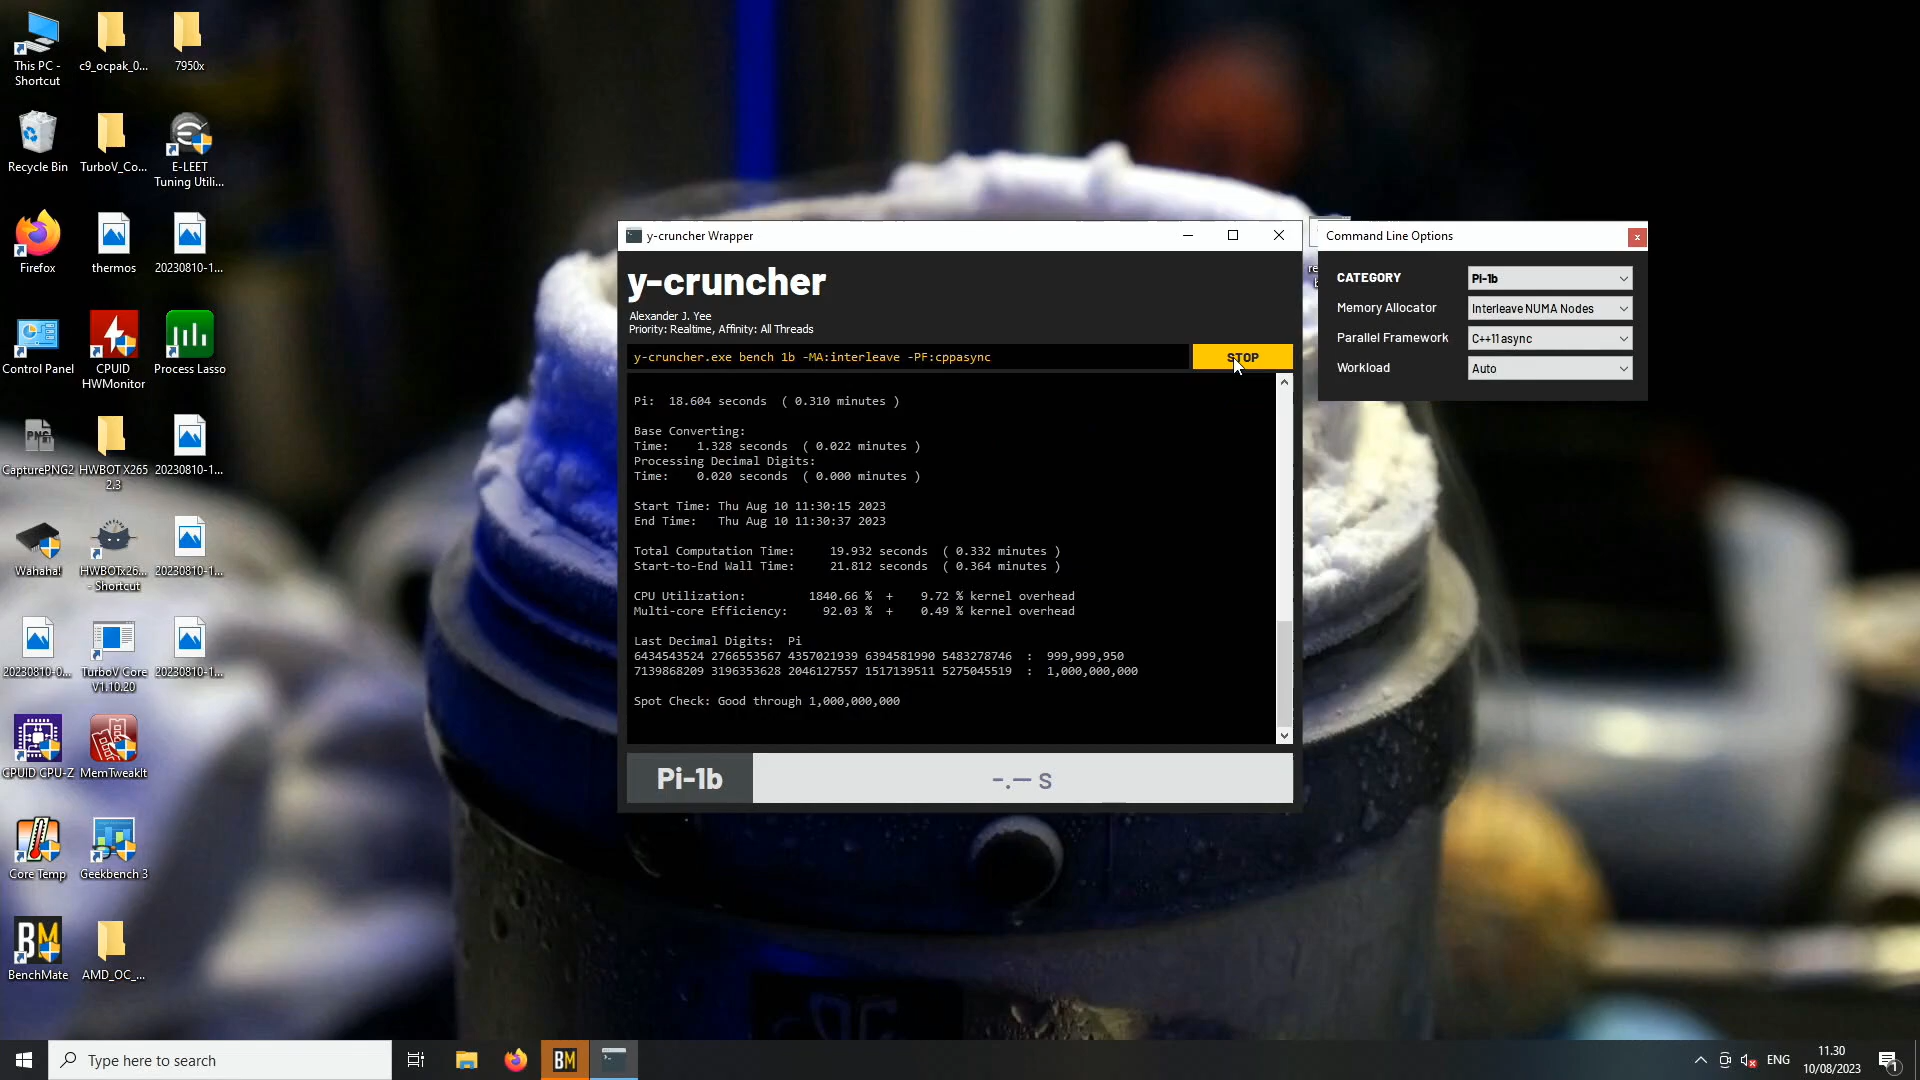 This PC - Shortcut
c9_ocpak_0...
7950x
Recycle Bin
TurboV_Co...
E-LEET Tuning Utili...
Firefox
thermos
20230810-1...
Control Panel
CPUID HWMonitor
Process Lasso
CapturePNG2
HWBOT X265 2.3
20230810-1...
Wahaha!
HWBOTx26... - Shortcut
20230810-1...
20230810-0...
TurboV Core V1.10.20
20230810-1...
CPUID CPU-Z
MemTweakIt
Core Temp
Geekbench 3
BenchMate
AMD_OC_...
y-cruncher Wrapper
y-cruncher
Alexander J. Yee
Priority: Realtime, Affinity: All Threads
y-cruncher.exe bench 1b -MA:interleave -PF:cppasync
STOP
Pi: 18.604 seconds ( 0.310 minutes )
Base Converting:
Time: 1.328 seconds ( 0.022 minutes )
Processing Decimal Digits:
Time: 0.020 seconds ( 0.000 minutes )
Start Time: Thu Aug 10 11:30:15 2023
End Time: Thu Aug 10 11:30:37 2023
Total Computation Time: 19.932 seconds ( 0.332 minutes )
Start-to-End Wall Time: 21.812 seconds ( 0.364 minutes )
CPU Utilization: 1840.66 % + 9.72 % kernel overhead
Multi-core Efficiency: 92.03 % + 0.49 % kernel overhead
Last Decimal Digits: Pi
6434543524 2766553567 4357021939 6394581990 5483278746 : 999,999,950
7139868209 3196353628 2046127557 1517139511 5275045519 : 1,000,000,000
Spot Check: Good through 1,000,000,000
Pi-1b
-.-- s
Command Line Options
CATEGORY Pi-1b
Memory Allocator Interleave NUMA Nodes
Parallel Framework C++11 async
Workload Auto
Type here to search
BM
ENG
11.30
10/08/2023
1